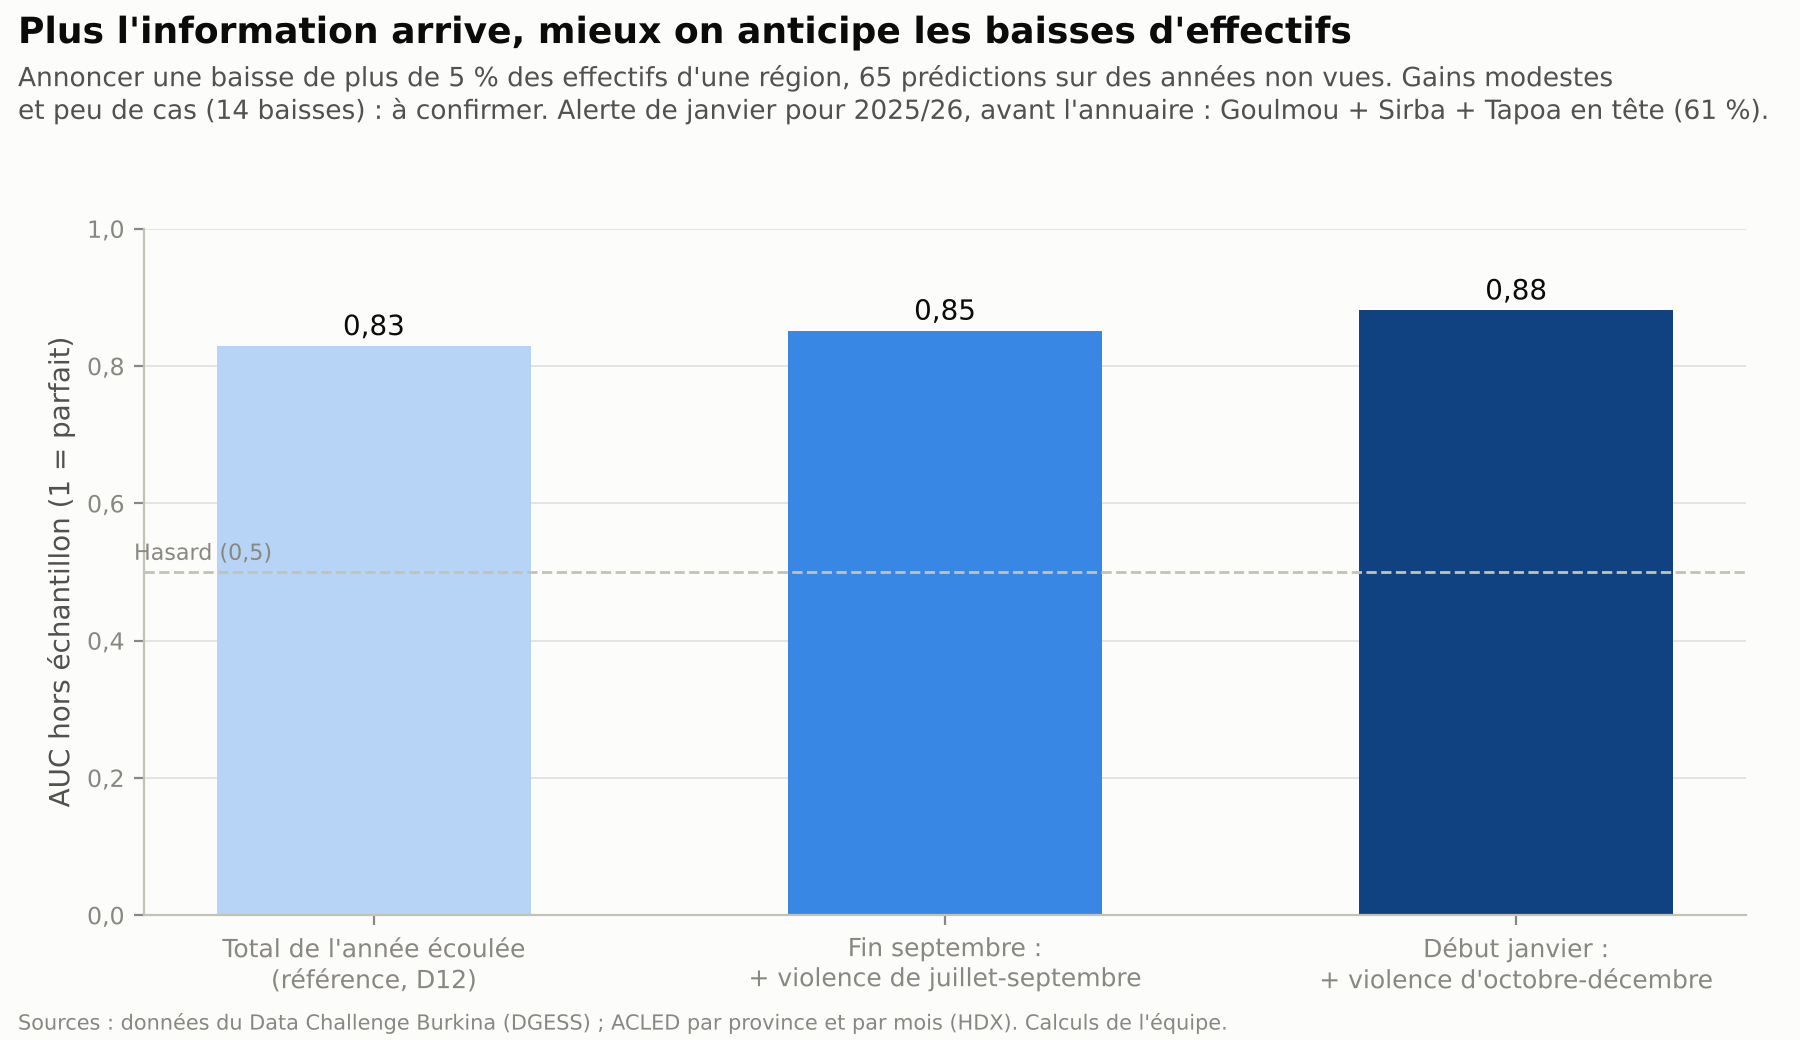 Plus l'information arrive, mieux on anticipe les baisses d'effectifs
Annoncer une baisse de plus de 5 % des effectifs d'une région, 65 prédictions sur des années non vues. Gains modestes
et peu de cas (14 baisses) : à confirmer. Alerte de janvier pour 2025/26, avant l'annuaire : Goulmou + Sirba + Tapoa en tête (61 %).
AUC hors échantillon (1 = parfait)
1,0
0,8
0,6
0,4
0,2
0,0
0,83
0,85
0,88
Hasard (0,5)
Total de l'année écoulée
(référence, D12)
Fin septembre :
+ violence de juillet-septembre
Début janvier :
+ violence d'octobre-décembre
Sources : données du Data Challenge Burkina (DGESS) ; ACLED par province et par mois (HDX). Calculs de l'équipe.